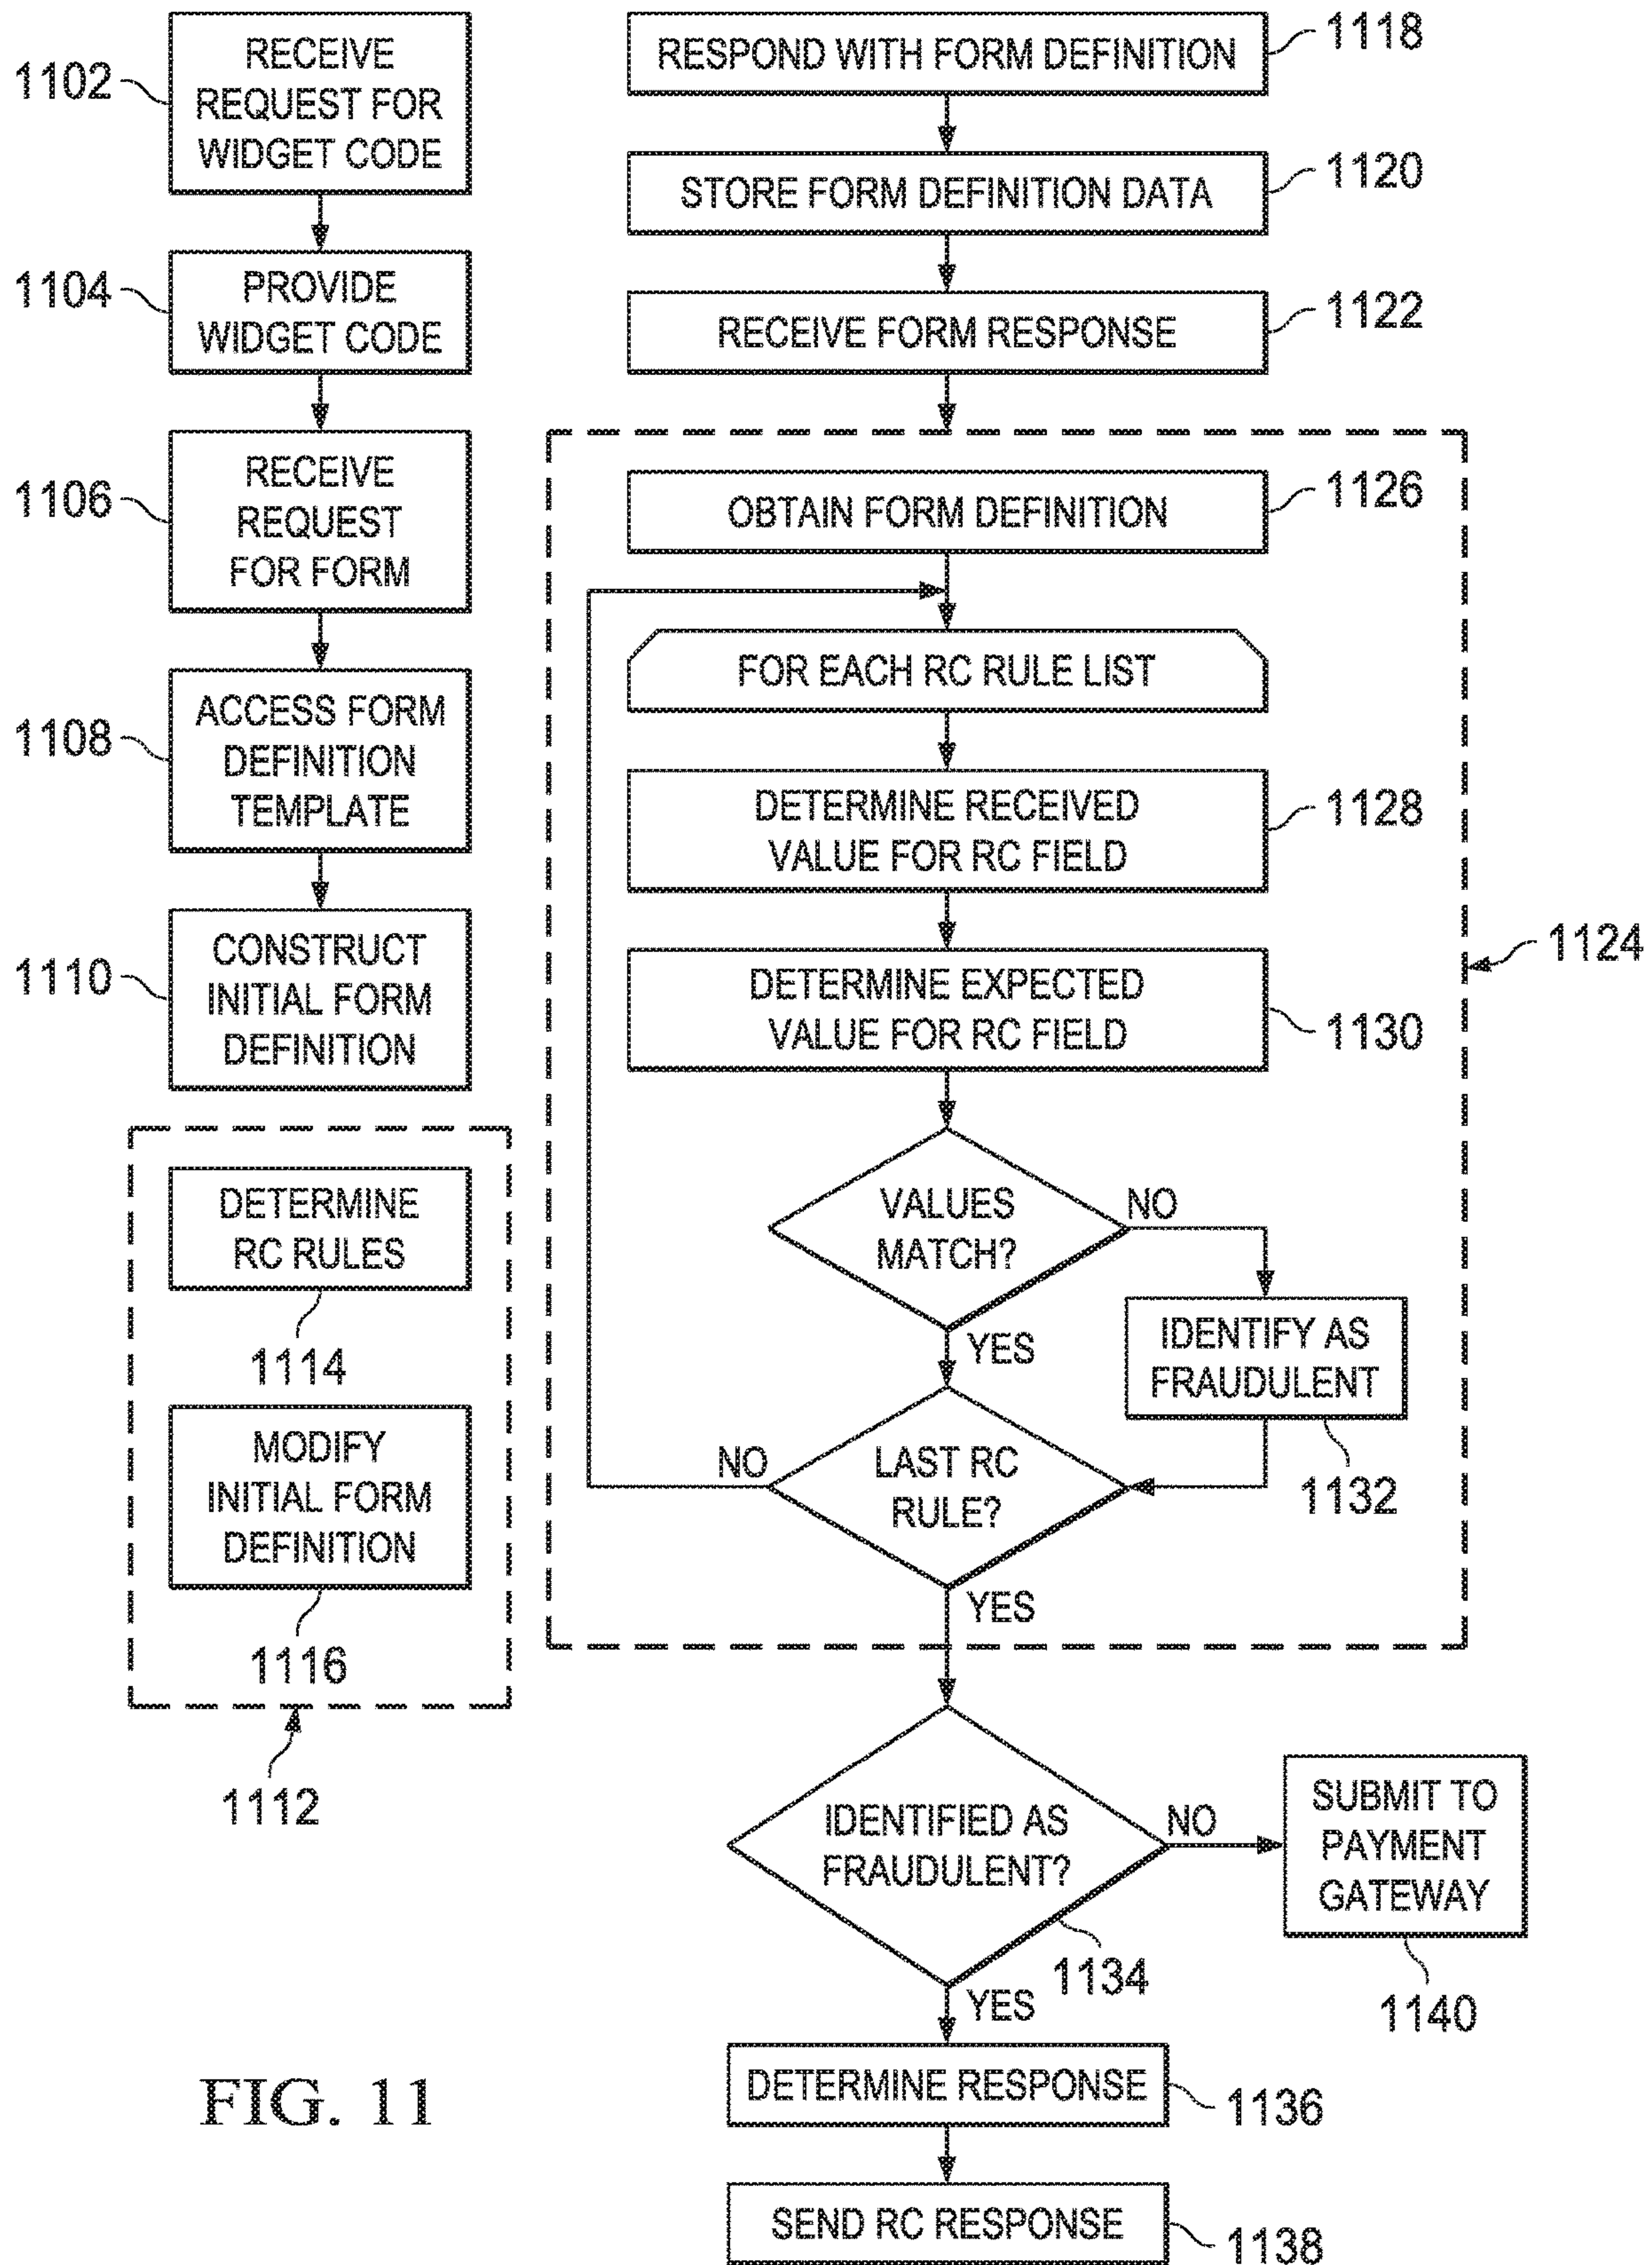 1102
RECEIVE
REQUEST FOR
WIDGET CODE
1104
PROVIDE
WIDGET CODE
1106
RECEIVE
REQUEST
FOR FORM
1108
ACCESS FORM
DEFINITION
TEMPLATE
1110
CONSTRUCT
INITIAL FORM
DEFINITION
DETERMINE
RC RULES
1114
MODIFY
INITIAL FORM
DEFINITION
1116
1112
RESPOND WITH FORM DEFINITION
1118
STORE FORM DEFINITION DATA
1120
RECEIVE FORM RESPONSE
1122
OBTAIN FORM DEFINITION
1126
FOR EACH RC RULE LIST
DETERMINE RECEIVED
VALUE FOR RC FIELD
1128
DETERMINE EXPECTED
VALUE FOR RC FIELD
1130
1124
VALUES
MATCH?
NO
YES
IDENTIFY AS
FRAUDULENT
1132
LAST RC
RULE?
NO
YES
IDENTIFIED AS
FRAUDULENT?
1134
NO
SUBMIT TO
PAYMENT
GATEWAY
1140
YES
DETERMINE RESPONSE
1136
SEND RC RESPONSE
1138
FIG. 11